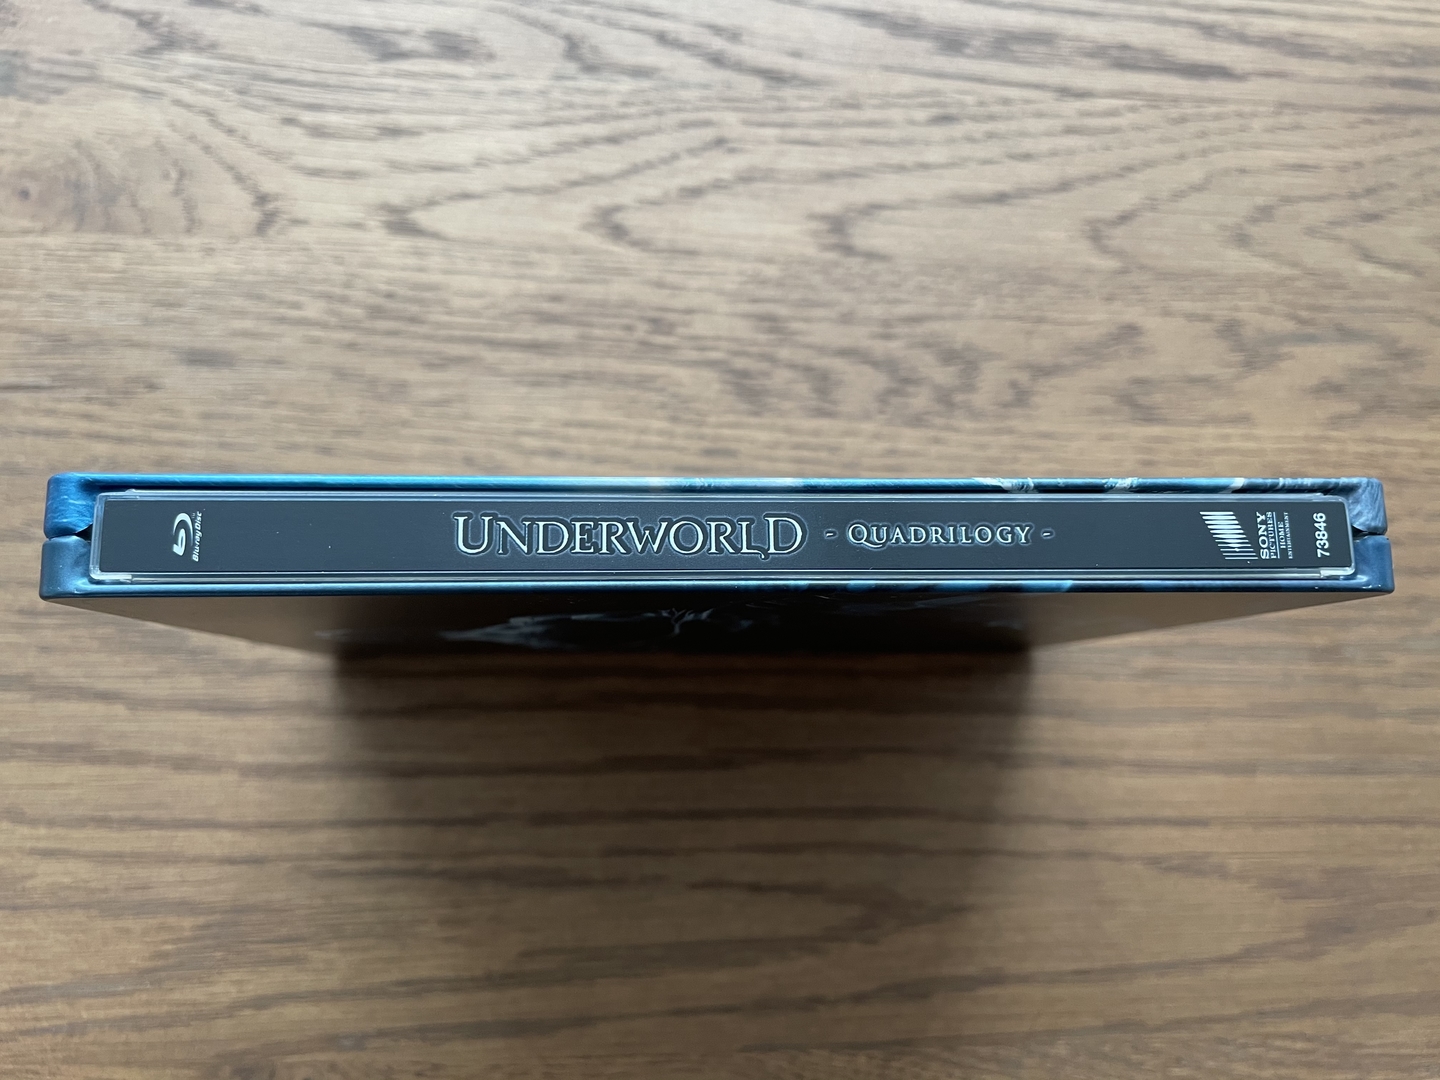 Blu-ray Disc
UNDERWORLD - QUADRILOGY -
SONY
PICTURES
HOME
ENTERTAINMENT
73846